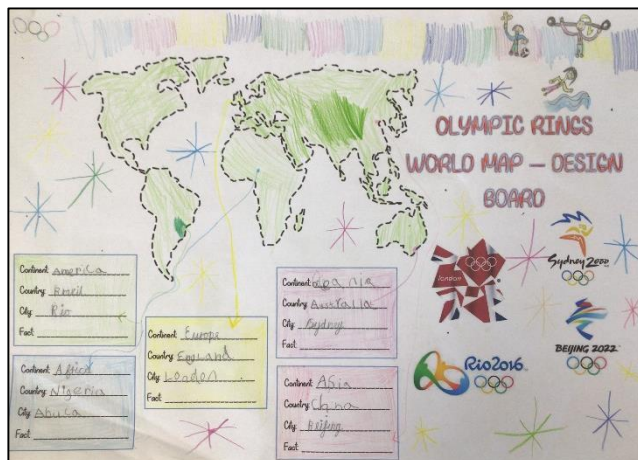 OLYMPIC RINGS
WORLD MAP – DESIGN
BOARD
Sydney 2000
london
BEIJING 2022
Rio2016
Continent America
Country Brazil
City Rio
Fact
Continent Africa
Country Nigeria
City Abuja
Fact
Continent Europe
Country England
City London
Fact
Continent
Country Australia
City Sydney
Fact
Continent Asia
Country
City Beijing
Fact